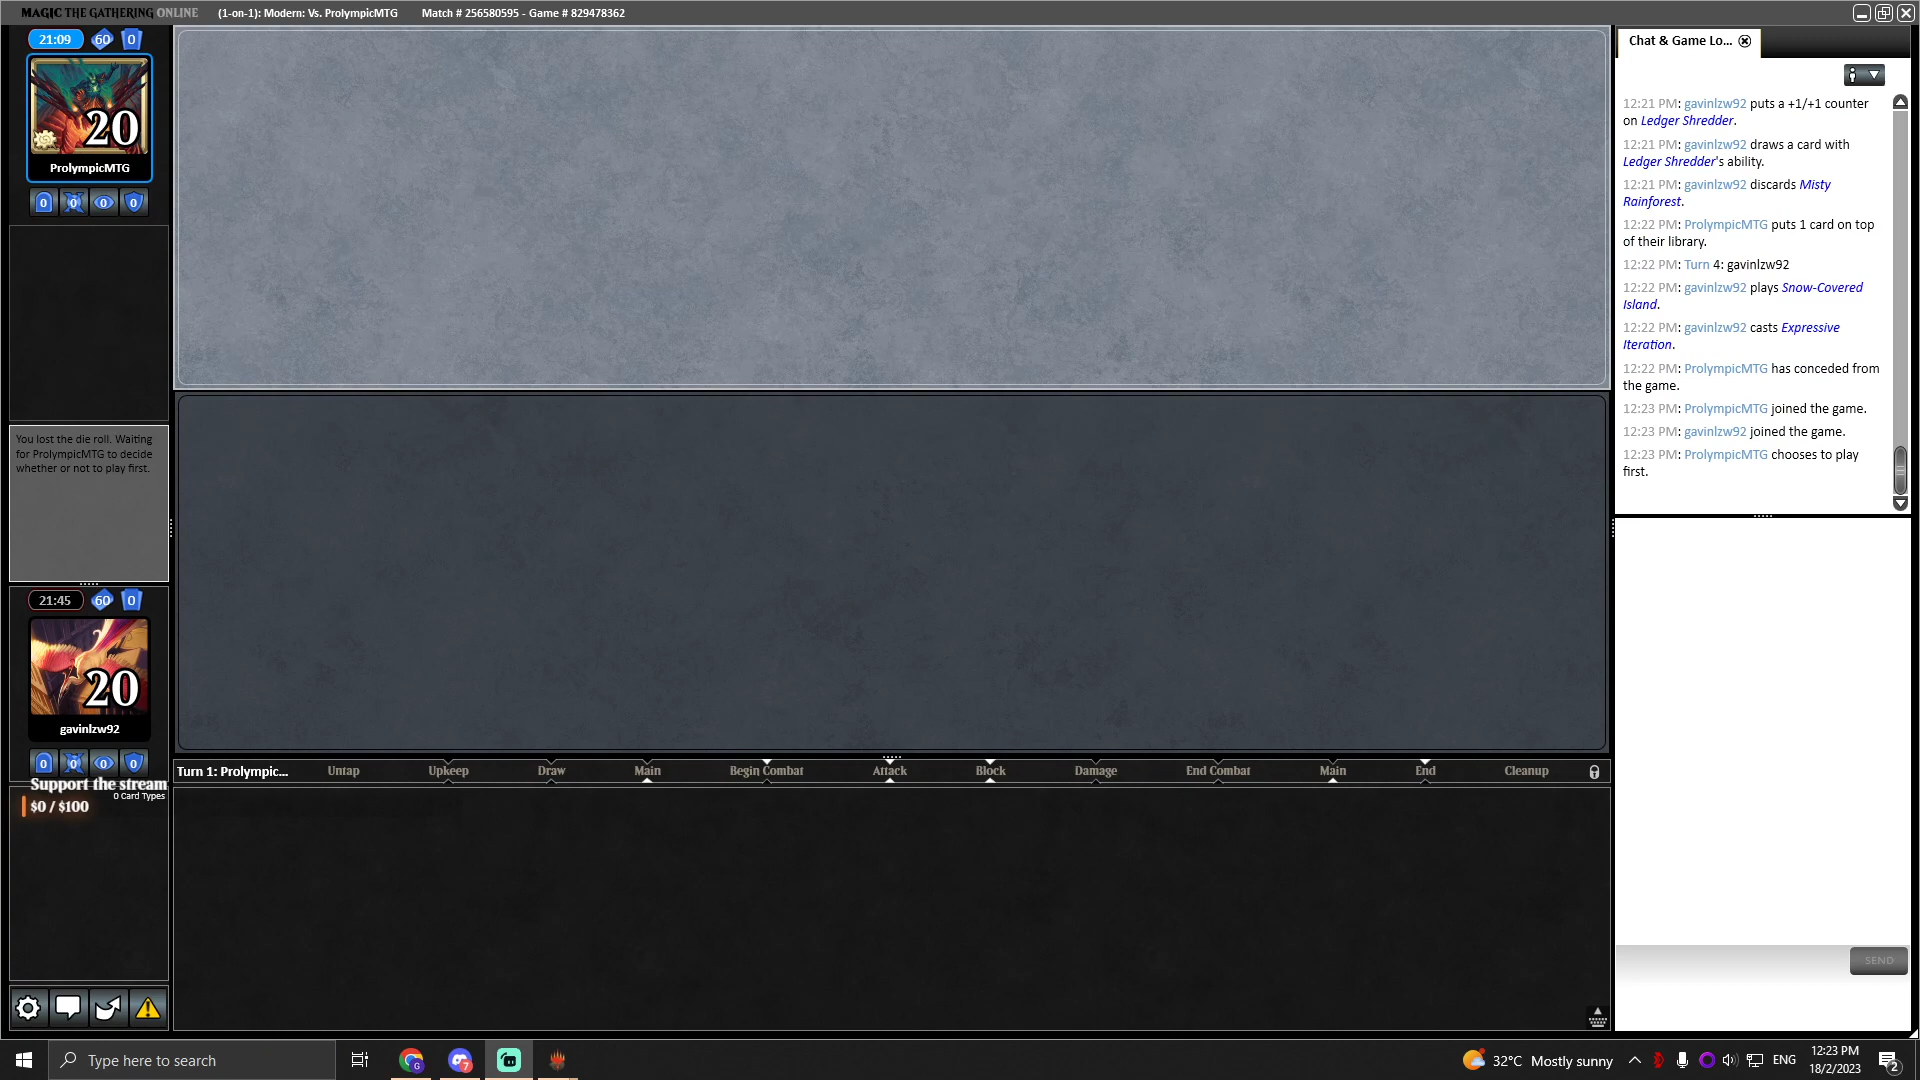 MAGIC THE GATHERING ONLINE (1-on-1): Modern: Vs. ProlympicMTG Match # 256580595 - Game # 829478362
21:09 60 0
20
ProlympicMTG
0 0 0 0
You lost the die roll. Waiting
for ProlympicMTG to decide
whether or not to play first.
21:45 60 0
20
gavinlzw92
0 0 0 0
Support the stream
0 Card Types
$0 / $100
Turn 1: Prolympic... Untap Upkeep Draw Main Begin Combat Attack Block Damage End Combat Main End Cleanup
Chat & Game Lo...
12:21 PM: gavinlzw92 puts a +1/+1 counter
on Ledger Shredder.
12:21 PM: gavinlzw92 draws a card with
Ledger Shredder's ability.
12:21 PM: gavinlzw92 discards Misty
Rainforest.
12:22 PM: ProlympicMTG puts 1 card on top
of their library.
12:22 PM: Turn 4: gavinlzw92
12:22 PM: gavinlzw92 plays Snow-Covered
Island.
12:22 PM: gavinlzw92 casts Expressive
Iteration.
12:22 PM: ProlympicMTG has conceded from
the game.
12:23 PM: ProlympicMTG joined the game.
12:23 PM: gavinlzw92 joined the game.
12:23 PM: ProlympicMTG chooses to play
first.
SEND
Type here to search
G
7
32°C Mostly sunny
ENG
12:23 PM
18/2/2023
2